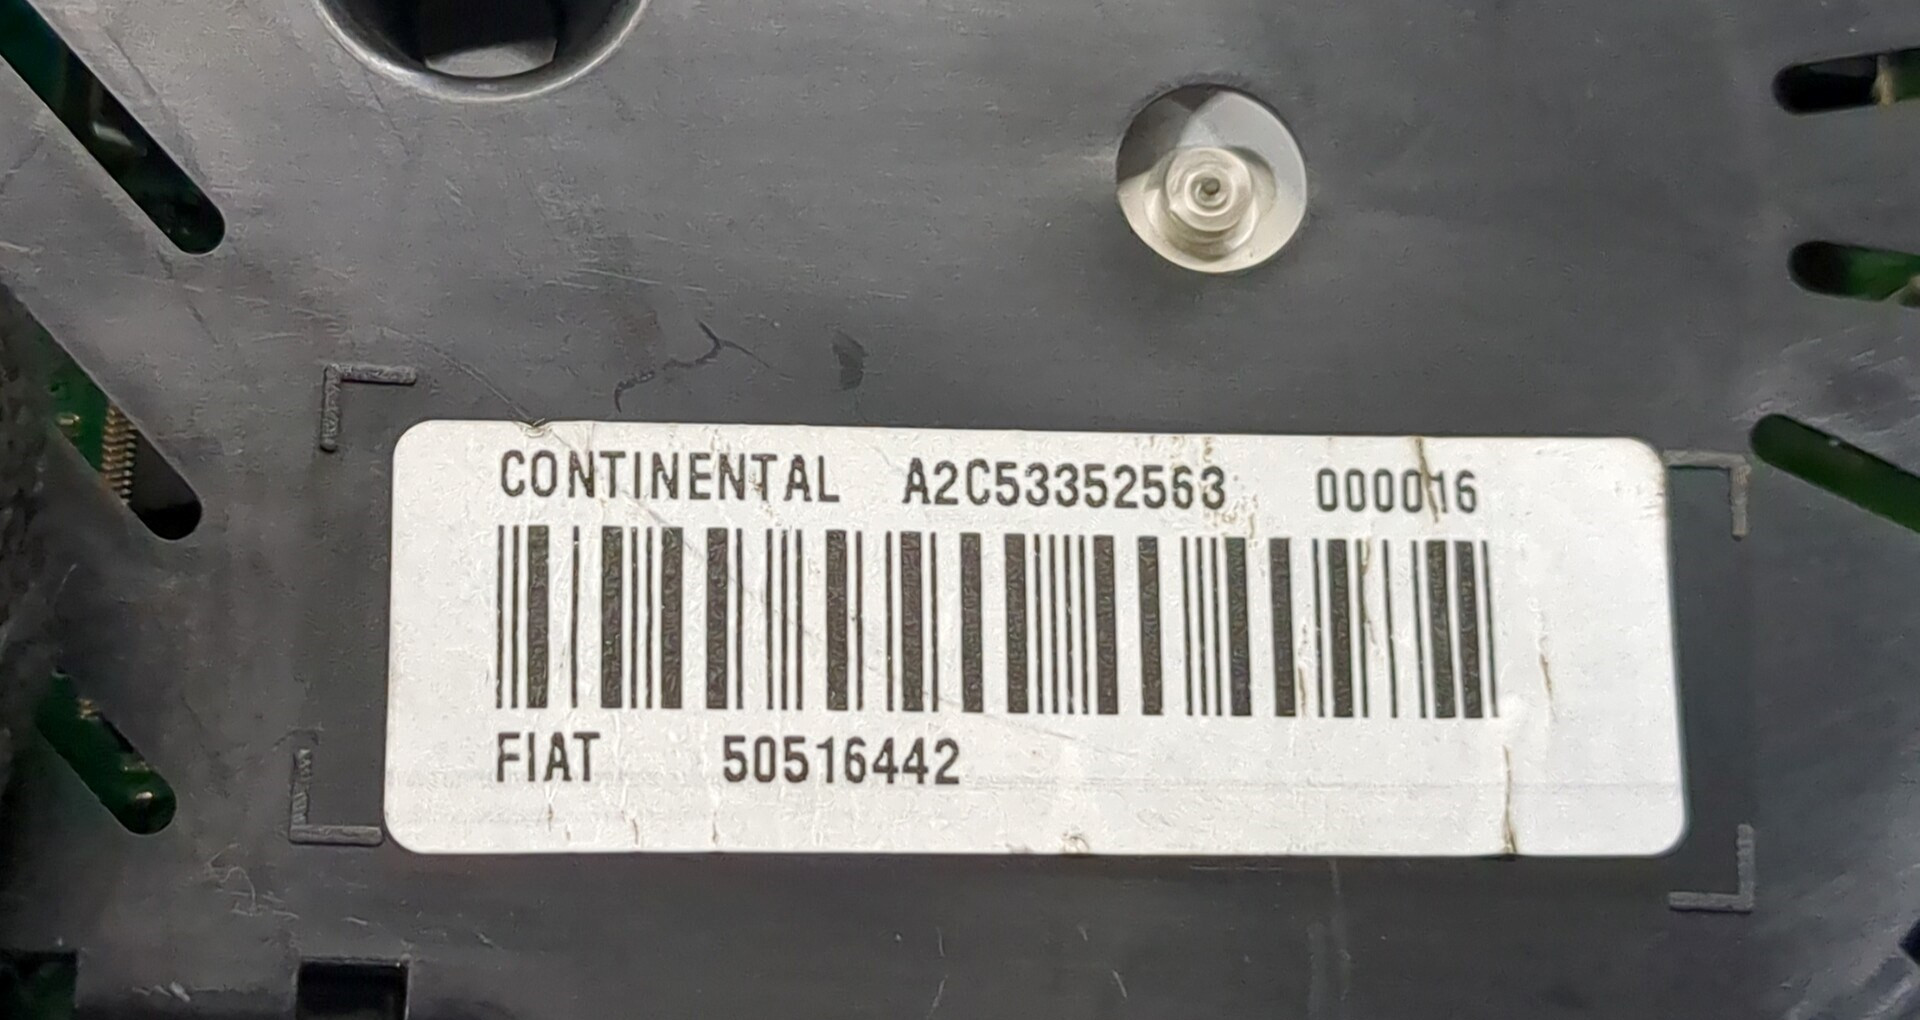 CONTINENTAL A2C53352563 000016
FIAT 50516442